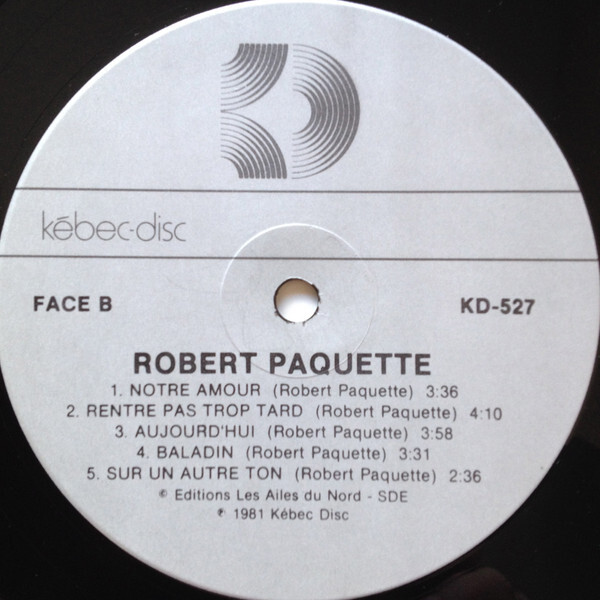 kébec-disc
FACE B
KD-527
ROBERT PAQUETTE
1. NOTRE AMOUR (Robert Paquette) 3:36
2. RENTRE PAS TROP TARD (Robert Paquette) 4:10
3. AUJOURD'HUI (Robert Paquette) 3:58
4. BALADIN (Robert Paquette) 3:31
5. SUR UN AUTRE TON (Robert Paquette) 2:36
© Editions Les Ailes du Nord - SDE
℗ 1981 Kébec Disc